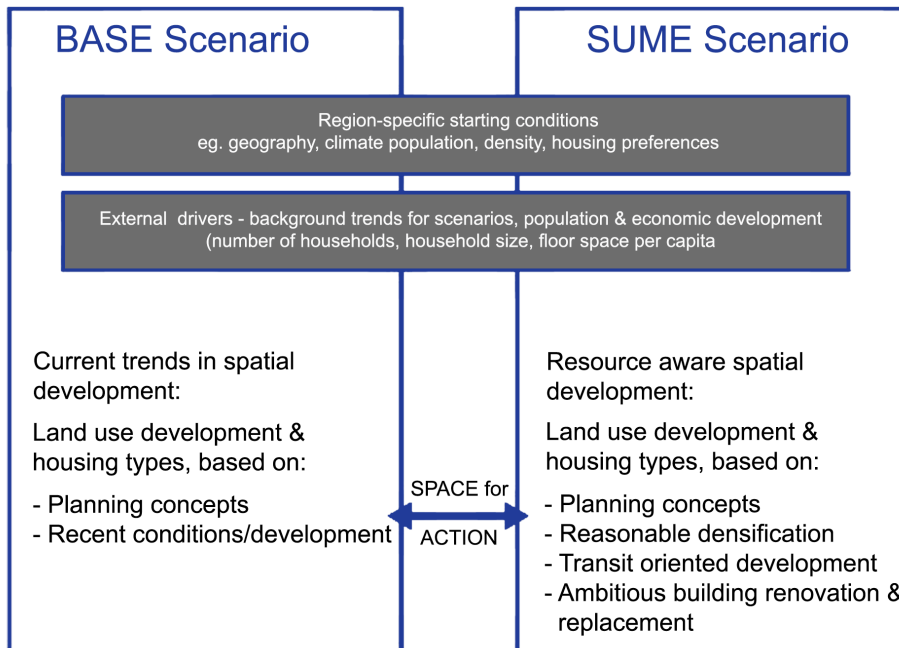 BASE Scenario
SUME Scenario
Region-specific starting conditions
eg. geography, climate population, density, housing preferences
External drivers - background trends for scenarios, population & economic development
(number of households, household size, floor space per capita
Current trends in spatial
development:
Land use development &
housing types, based on:
- Planning concepts
- Recent conditions/development
SPACE for
ACTION
Resource aware spatial
development:
Land use development &
housing types, based on:
- Planning concepts
- Reasonable densification
- Transit oriented development
- Ambitious building renovation &
replacement